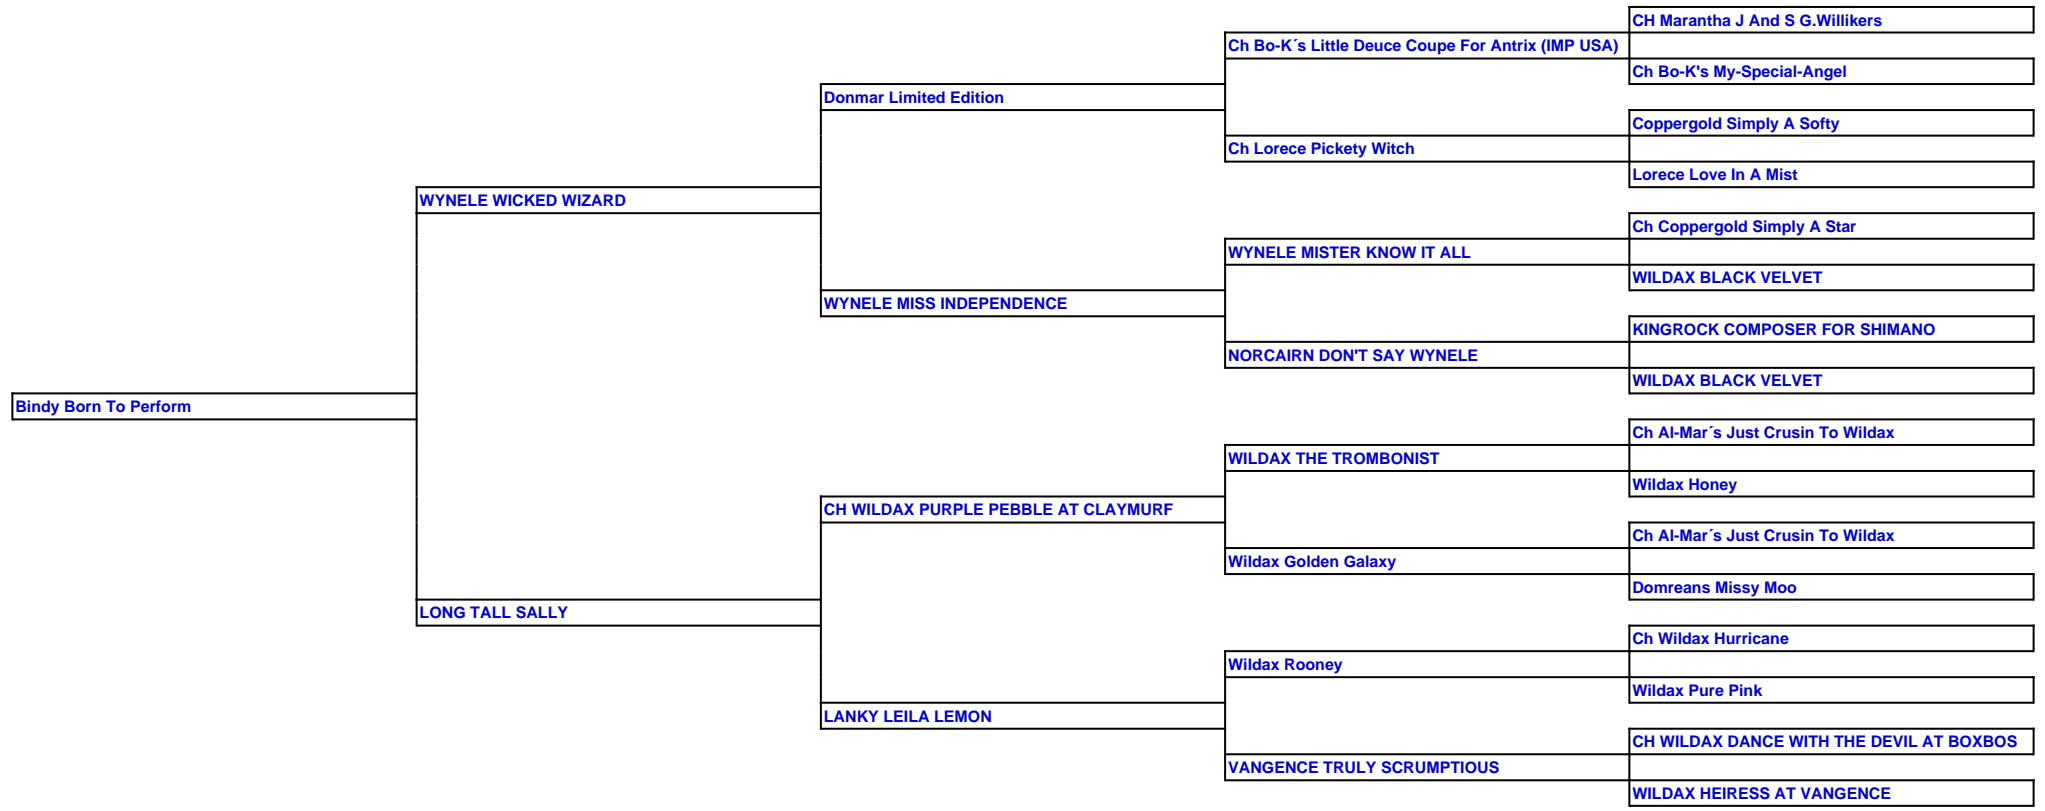 CH Marantha J And S G.Willikers
Ch Bo-K´s Little Deuce Coupe For Antrix (IMP USA)
Ch Bo-K's My-Special-Angel
Donmar Limited Edition
Coppergold Simply A Softy
Ch Lorece Pickety Witch
Lorece Love In A Mist
WYNELE WICKED WIZARD
Ch Coppergold Simply A Star
WYNELE MISTER KNOW IT ALL
WILDAX BLACK VELVET
WYNELE MISS INDEPENDENCE
KINGROCK COMPOSER FOR SHIMANO
NORCAIRN DON'T SAY WYNELE
WILDAX BLACK VELVET
Bindy Born To Perform
Ch Al-Mar´s Just Crusin To Wildax
WILDAX THE TROMBONIST
Wildax Honey
CH WILDAX PURPLE PEBBLE AT CLAYMURF
Ch Al-Mar´s Just Crusin To Wildax
Wildax Golden Galaxy
Domreans Missy Moo
LONG TALL SALLY
Ch Wildax Hurricane
Wildax Rooney
Wildax Pure Pink
LANKY LEILA LEMON
CH WILDAX DANCE WITH THE DEVIL AT BOXBOS
VANGENCE TRULY SCRUMPTIOUS
WILDAX HEIRESS AT VANGENCE